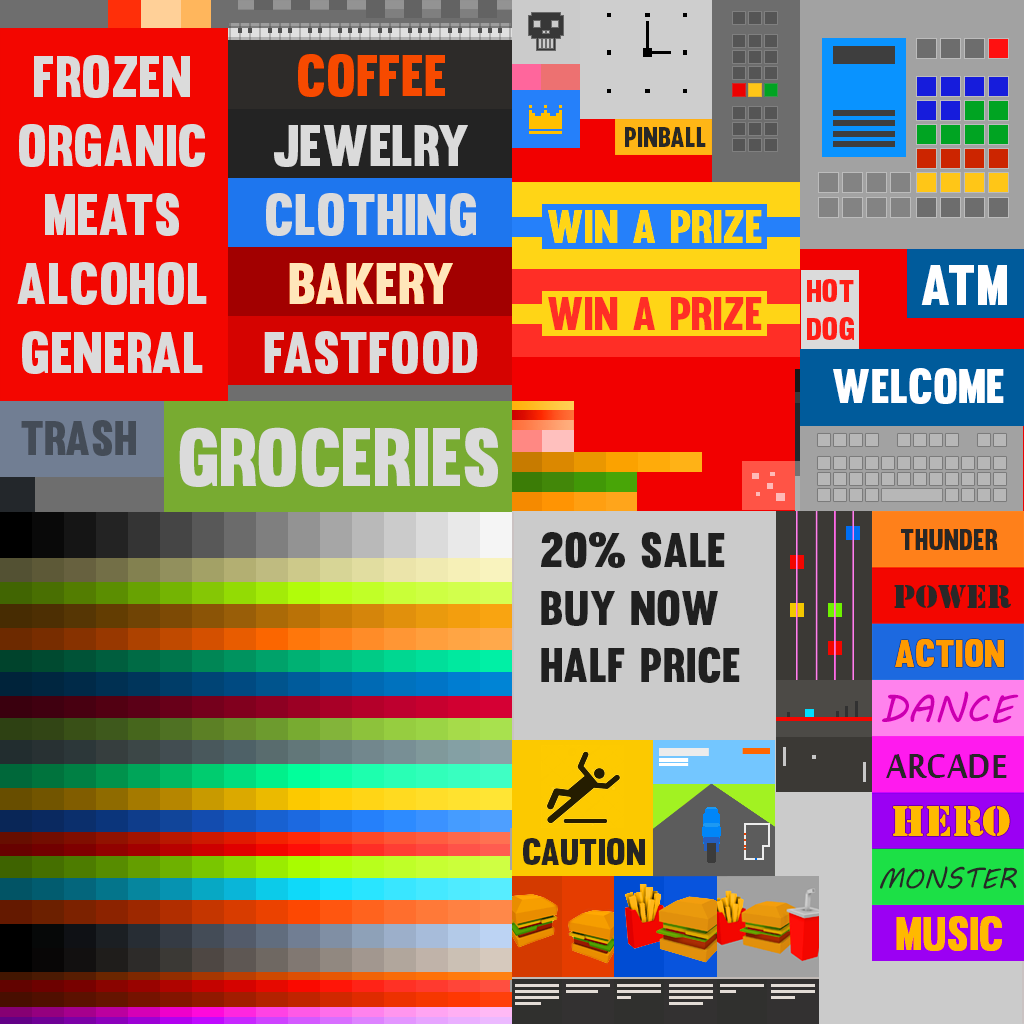 FROZEN
ORGANIC
MEATS
ALCOHOL
GENERAL
COFFEE
JEWELRY
CLOTHING
BAKERY
FASTFOOD
TRASH
GROCERIES
PINBALL
WIN A PRIZE
WIN A PRIZE
HOT
DOG
ATM
WELCOME
20% SALE
BUY NOW
HALF PRICE
CAUTION
THUNDER
POWER
ACTION
DANCE
ARCADE
HERO
MONSTER
MUSIC